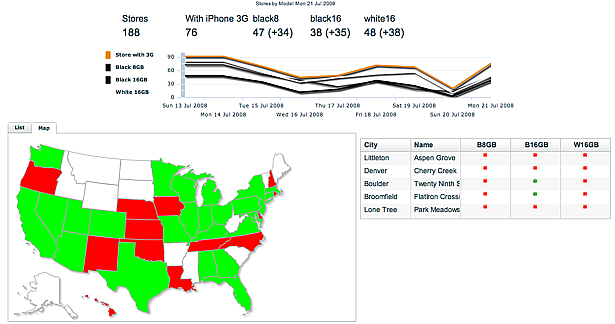 Stores by Model Mon 21 Jul 2008
Stores With iPhone 3G black8 black16 white16
188 76 47 (+34) 38 (+35) 48 (+38)
Store with 3G
Black 8GB
Black 16GB
White 16GB
90
60
30
0
Sun 13 Jul 2008 Tue 15 Jul 2008 Thu 17 Jul 2008 Sat 19 Jul 2008 Mon 21 Jul 2008
Mon 14 Jul 2008 Wed 16 Jul 2008 Fri 18 Jul 2008 Sun 20 Jul 2008
List Map
City Name B8GB B16GB W16GB
Littleton Aspen Grove
Denver Cherry Creek
Boulder Twenty Ninth S
Broomfield Flatiron Crossi
Lone Tree Park Meadows